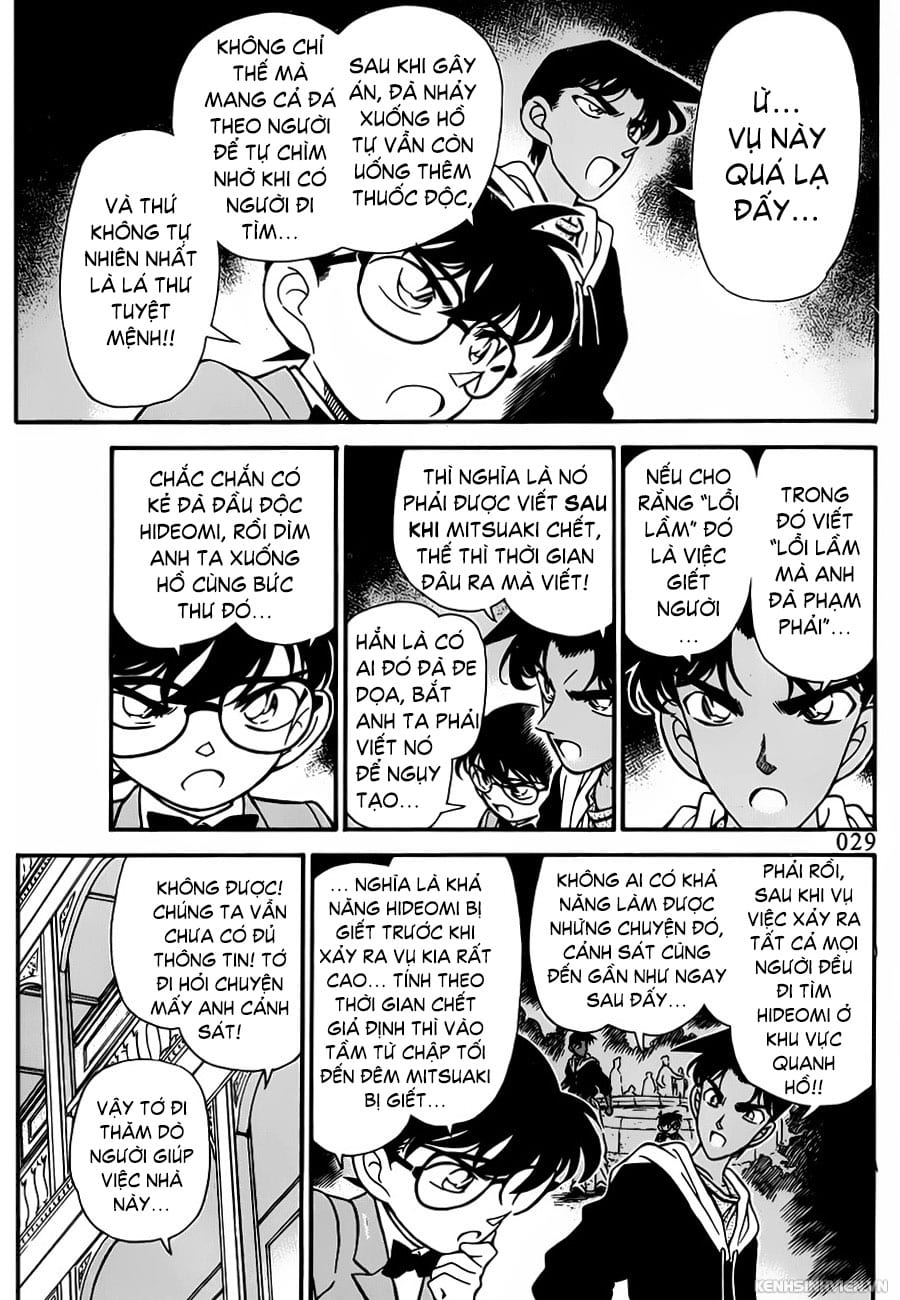 Ừ...
VỤ NÀY
QUÁ LẠ
ĐẤY...
SAU KHI GÂY
ÁN, ĐÃ NHẢY
XUỐNG HỒ
TỰ VẪN CÒN
UỐNG THÊM
THUỐC ĐỘC,
KHÔNG CHỈ
THẾ MÀ
MANG CẢ ĐÁ
THEO NGƯỜI
ĐỂ TỰ CHÌM
NHỜ KHI CÓ
NGƯỜI ĐI
TÌM...
VÀ THỨ
KHÔNG TỰ
NHIÊN NHẤT
LÀ LÁ THƯ
TUYỆT
MỆNH!!
TRONG
ĐÓ VIẾT
“LỖI LẦM
MÀ ANH
ĐÃ PHẠM
PHẢI”...
NẾU CHO
RẰNG “LỖI
LẦM” ĐÓ
LÀ VIỆC
GIẾT
NGƯỜI
...
THÌ NGHĨA LÀ NÓ
PHẢI ĐƯỢC VIẾT SAU
KHI MITSUAKI CHẾT,
THẾ THÌ THỜI GIAN
ĐÂU RA MÀ VIẾT!
HẲN LÀ CÓ
AI ĐÓ ĐÃ ĐE
DỌA, BẮT
ANH TA PHẢI
VIẾT NÓ
ĐỂ NGỤY
TẠO...
CHẮC CHẮN CÓ
KẺ ĐÃ ĐẦU ĐỘC
HIDEOMI, RỒI DÌM
ANH TA XUỐNG
HỒ CÙNG BỨC
THƯ ĐÓ...
029
PHẢI RỒI,
SAU KHI VỤ
VIỆC XẢY RA
TẤT CẢ MỌI
NGƯỜI ĐỀU
ĐI TÌM
HIDEOMI Ở
KHU VỰC
QUANH
HỒ!!
KHÔNG AI CÓ KHẢ
NĂNG LÀM ĐƯỢC
NHỮNG CHUYỆN ĐÓ,
CẢNH SÁT CŨNG
ĐẾN GẦN NHƯ NGAY
SAU ĐẤY...
... NGHĨA LÀ KHẢ
NĂNG HIDEOMI BỊ
GIẾT TRƯỚC KHI
XẢY RA VỤ KIA RẤT
CAO... TÍNH THEO
THỜI GIAN CHẾT
GIẢ ĐỊNH THÌ VÀO
TẦM TỪ CHẬP TỐI
ĐẾN ĐÊM MITSUAKI
BỊ GIẾT...
KHÔNG ĐƯỢC!
CHÚNG TA VẪN
CHƯA CÓ ĐỦ
THÔNG TIN! TỚ
ĐI HỎI CHUYỆN
MẤY ANH CẢNH
SÁT!
VẬY TỚ ĐI
THĂM DÒ
NGƯỜI GIÚP
VIỆC NHÀ
NÀY...
KENHSINHVIEN.VN